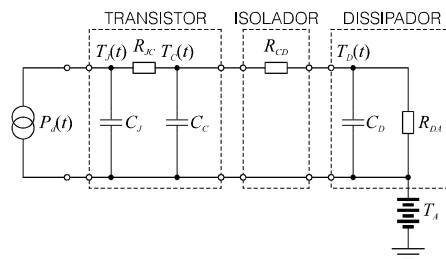 TRANSISTOR ISOLADOR DISSIPADOR
T_J(t) R_JC T_C(t) R_CD T_D(t)
P_d(t) C_J C_C C_D R_DA
T_A